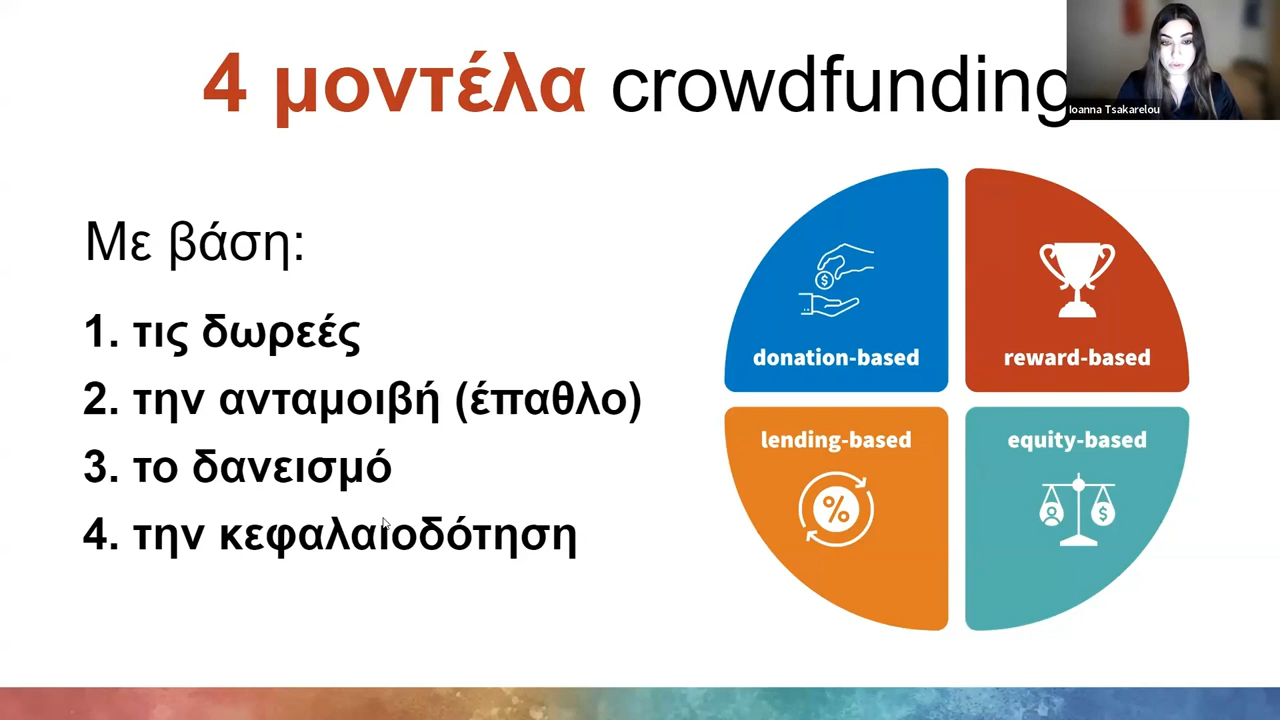 4 μοντέλα crowdfunding
Ioanna Tsakarelou
Με βάση:
1. τις δωρεές
2. την ανταμοιβή (έπαθλο)
3. το δανεισμό
4. την κεφαλαιοδότηση
donation-based
reward-based
lending-based
equity-based
$
%
$